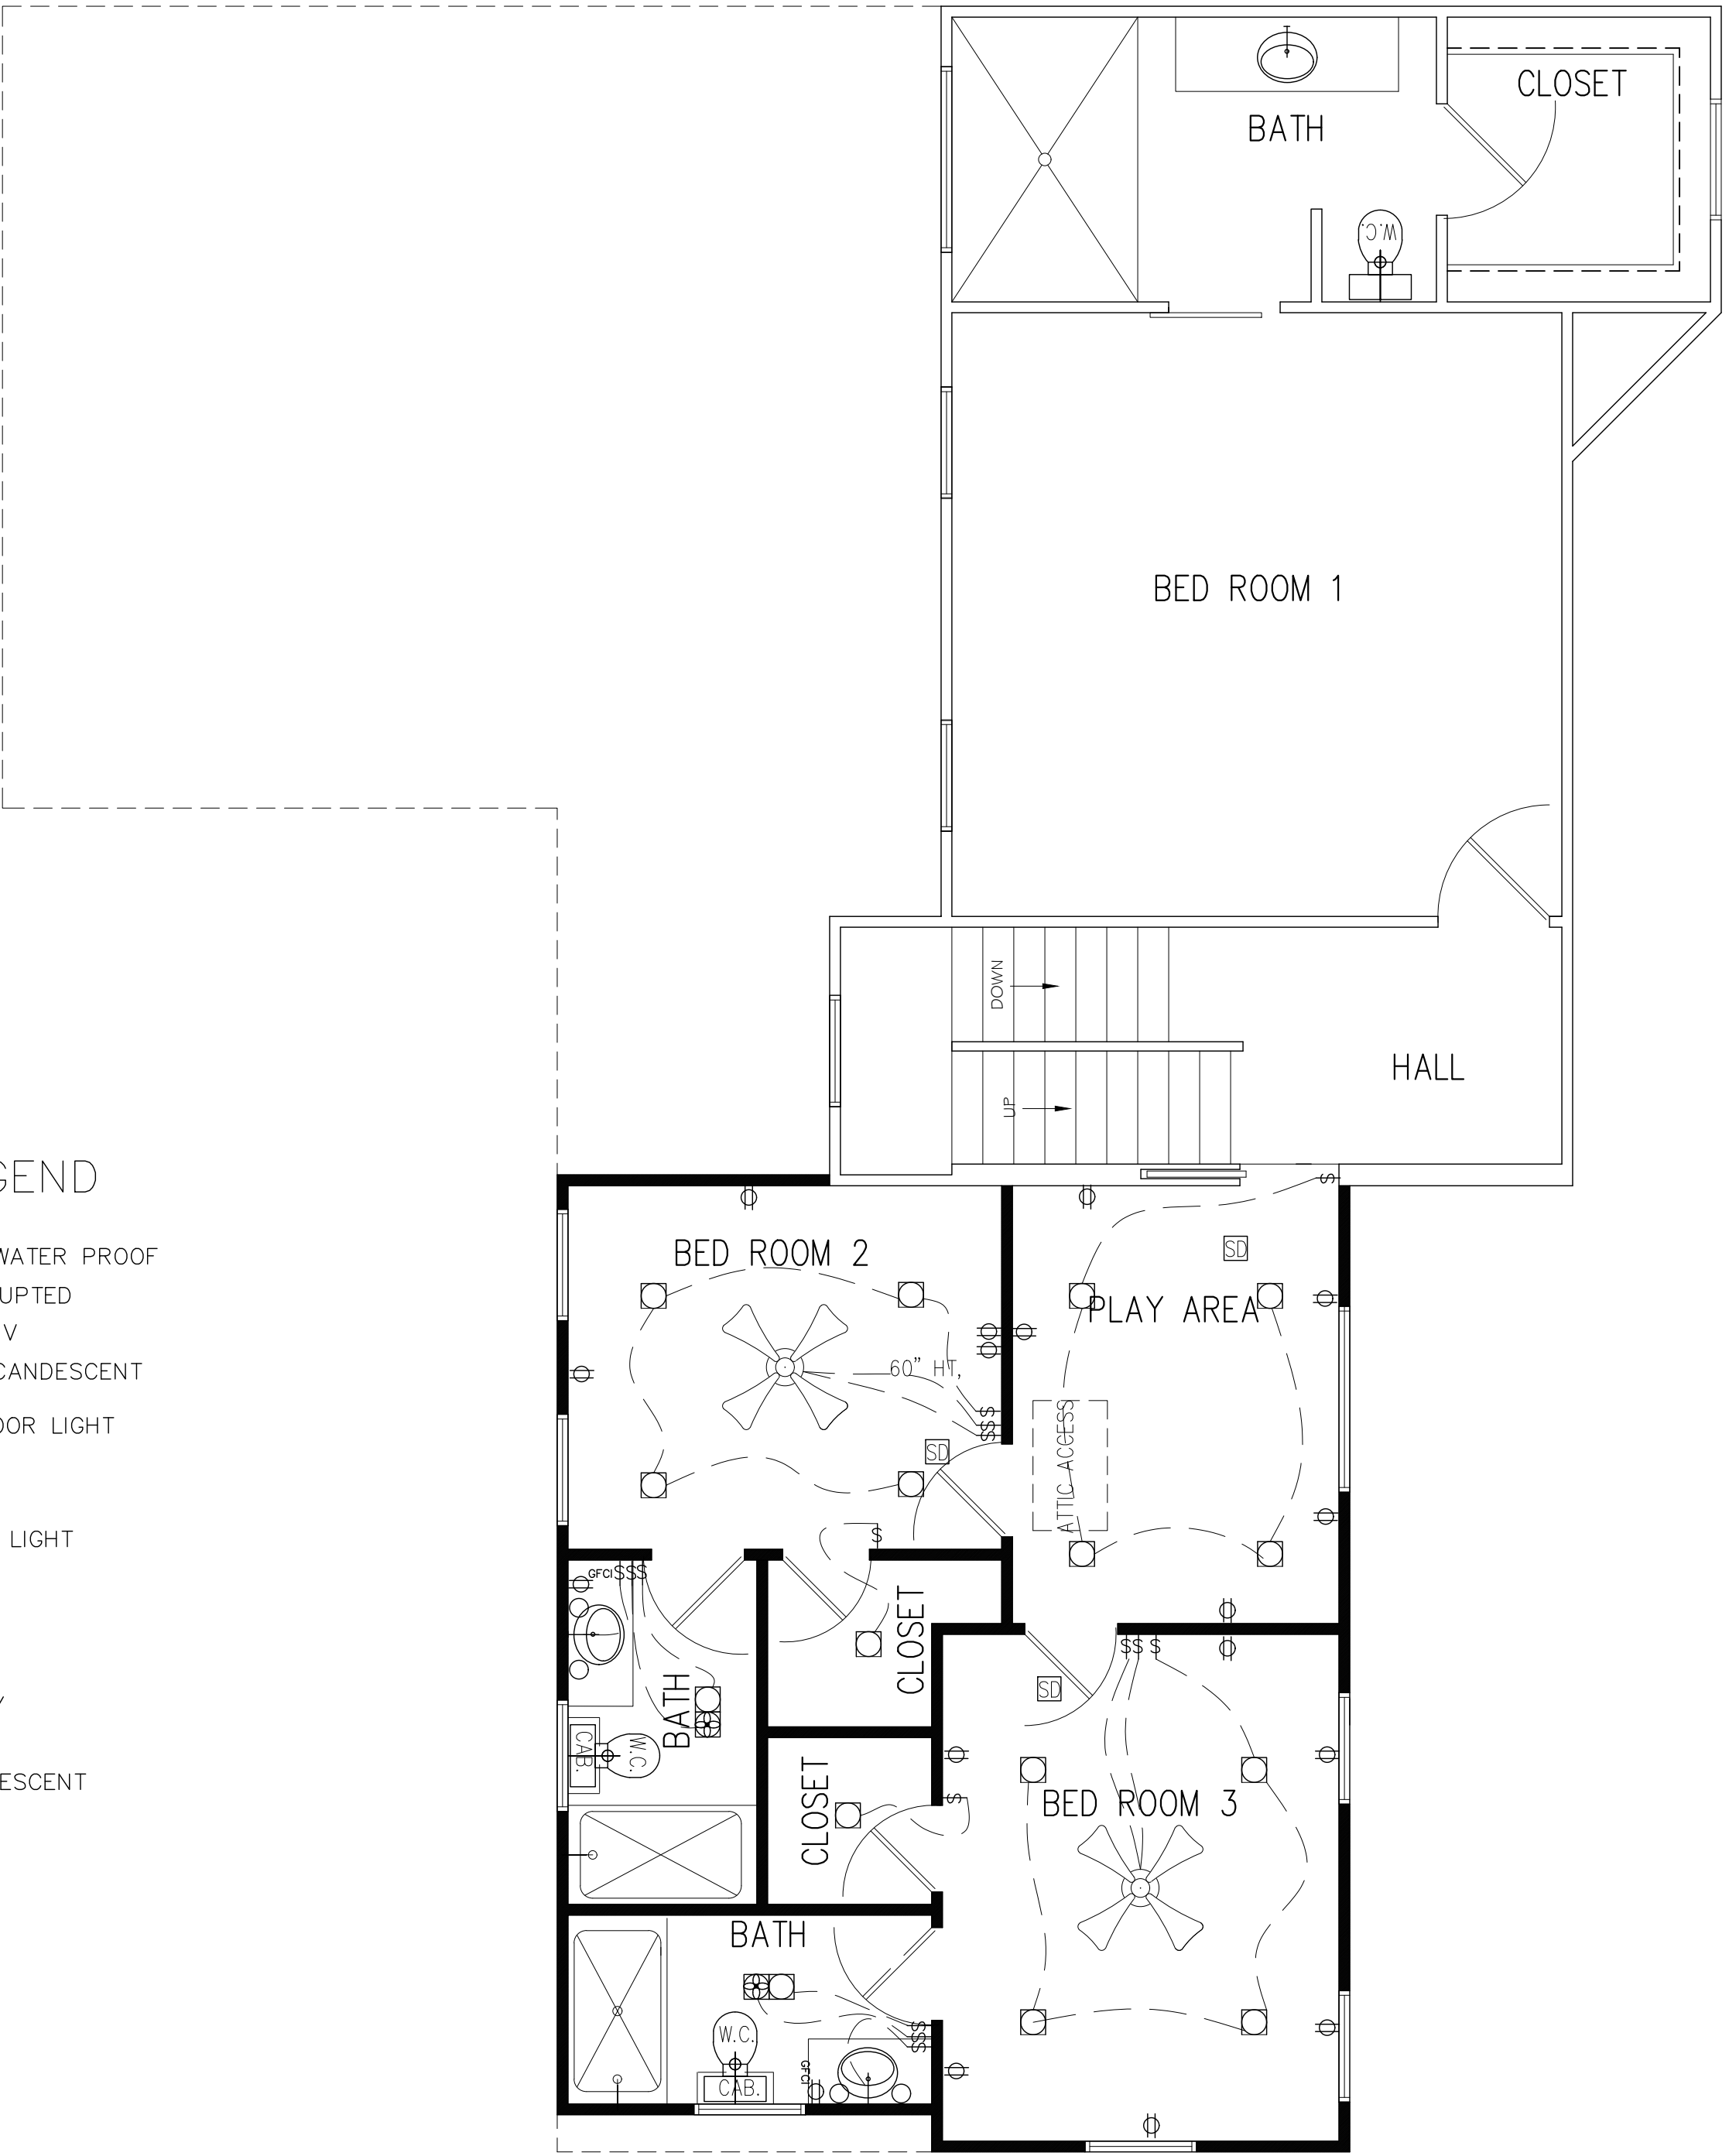 CLOSET
BATH
W.C.
BED ROOM 1
DOWN
HALL
UP
GEND
WATER PROOF
UPTED
V
CANDESCENT
OOR LIGHT
LIGHT
ESCENT
S
BED ROOM 2
SD
PLAY AREA
60" HT,
S
S
S
SD
ATTIC ACCESS
S
GFCI
SSS
CLOSET
BATH
CAB.
W.C.
SS S
SD
CLOSET
S
BED ROOM 3
BATH
W.C.
CAB.
GFCI
S
S
S